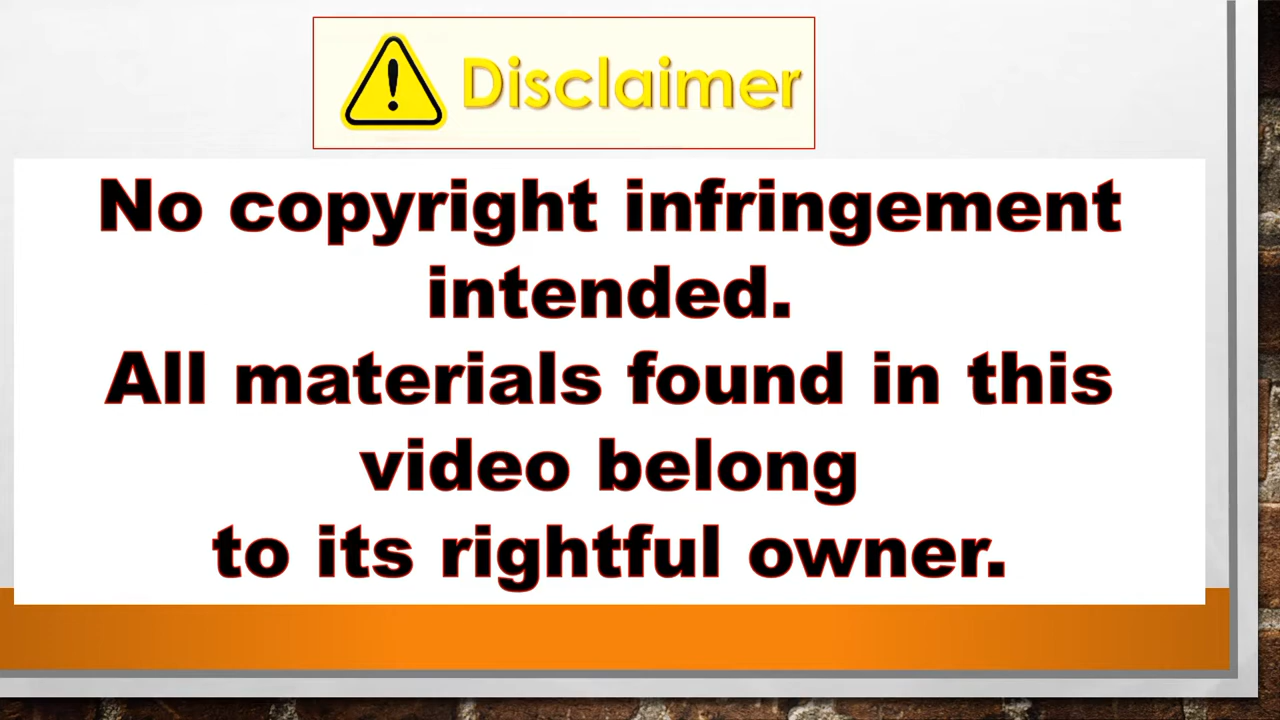 Disclaimer
No copyright infringement
intended.
All materials found in this
video belong
to its rightful owner.